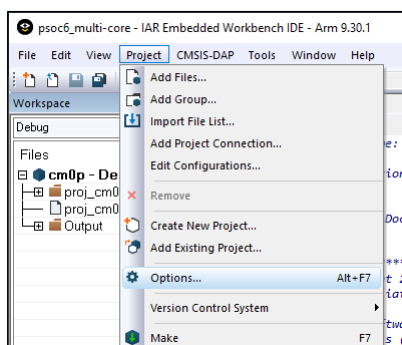 psoc6_multi-core - IAR Embedded Workbench IDE - Arm 9.30.1
File Edit View Project CMSIS-DAP Tools Window Help
Workspace
Debug
Files
cm0p - De
proj_cm0
proj_cm0
Output
Add Files...
Add Group...
Import File List...
Add Project Connection...
Edit Configurations...
Remove
Create New Project...
Add Existing Project...
Options... Alt+F7
Version Control System
Make F7